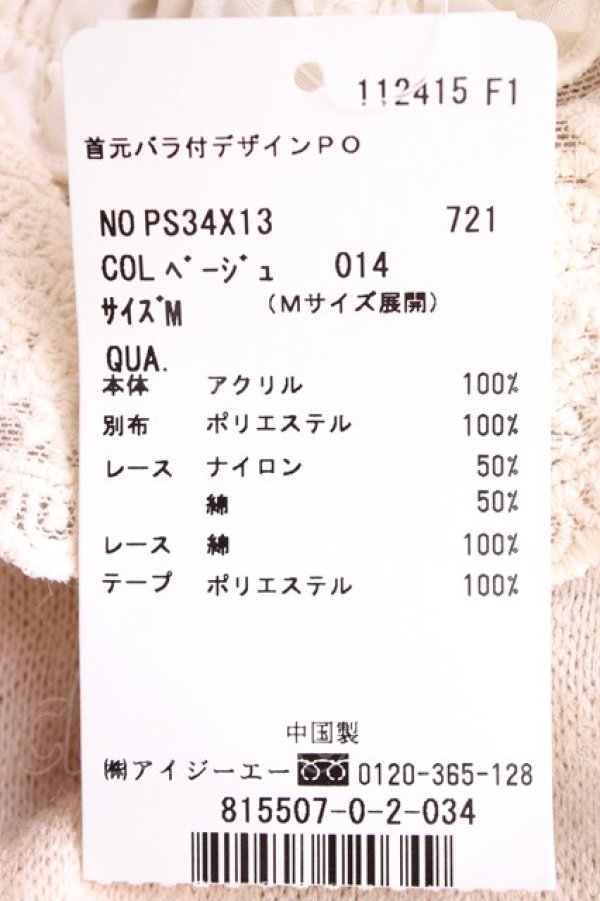 112415 F1
首元バラ付デザインPO
NO PS34X13 721
COL ベージュ 014
サイズM (Mサイズ展開)
QUA.
本体 アクリル 100%
別布 ポリエステル 100%
レース ナイロン 50%
綿 50%
レース 綿 100%
テープ ポリエステル 100%
中国製
㈱アイジーエー 0120-365-128
815507-0-2-034